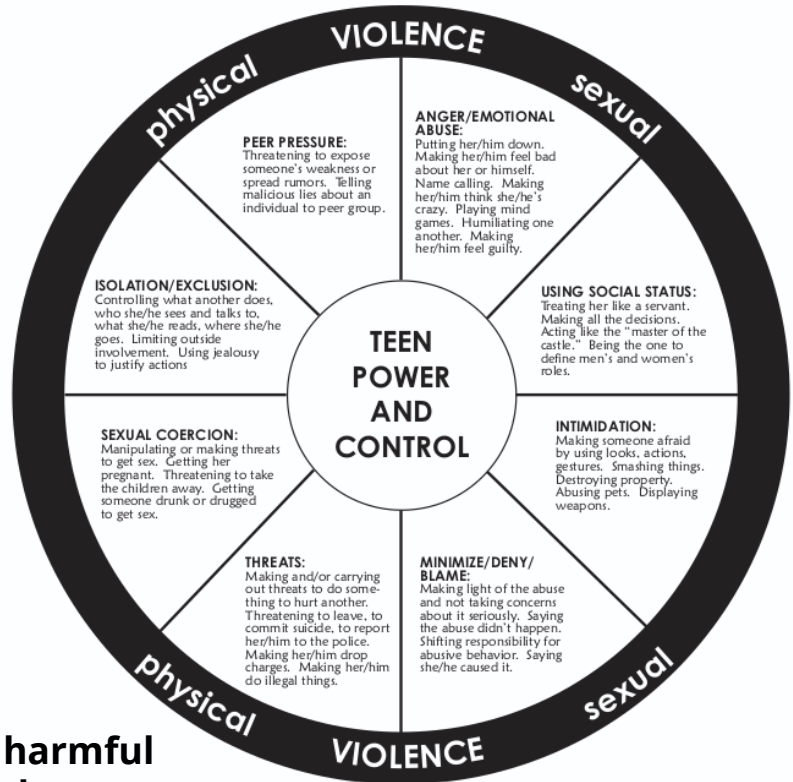 VIOLENCE
physical
sexual
PEER PRESSURE:
Threatening to expose
someone's weakness or
spread rumors. Telling
malicious lies about an
individual to peer group.
ANGER/EMOTIONAL
ABUSE:
Putting her/him down.
Making her/him feel bad
about her or himself.
Name calling. Making
her/him think she/he's
crazy. Playing mind
games. Humiliating one
another. Making
her/him feel guilty.
ISOLATION/EXCLUSION:
Controlling what another does,
who she/he sees and talks to,
what she/he reads, where she/he
goes. Limiting outside
involvement. Using jealousy
to justify actions
USING SOCIAL STATUS:
Treating her like a servant.
Making all the decisions.
Acting like the "master of the
castle." Being the one to
define men's and women's
roles.
TEEN
POWER
AND
CONTROL
SEXUAL COERCION:
Manipulating or making threats
to get sex. Getting her
pregnant. Threatening to take
the children away. Getting
someone drunk or drugged
to get sex.
INTIMIDATION:
Making someone afraid
by using looks, actions,
gestures. Smashing things.
Destroying property.
Abusing pets. Displaying
weapons.
THREATS:
Making and/or carrying
out threats to do some-
thing to hurt another.
Threatening to leave, to
commit suicide, to report
her/him to the police.
Making her/him drop
charges. Making her/him
do illegal things.
MINIMIZE/DENY/
BLAME:
Making light of the abuse
and not taking concerns
about it seriously. Saying
the abuse didn't happen.
Shifting responsibility for
abusive behavior. Saying
she/he caused it.
physical
sexual
VIOLENCE
harmful